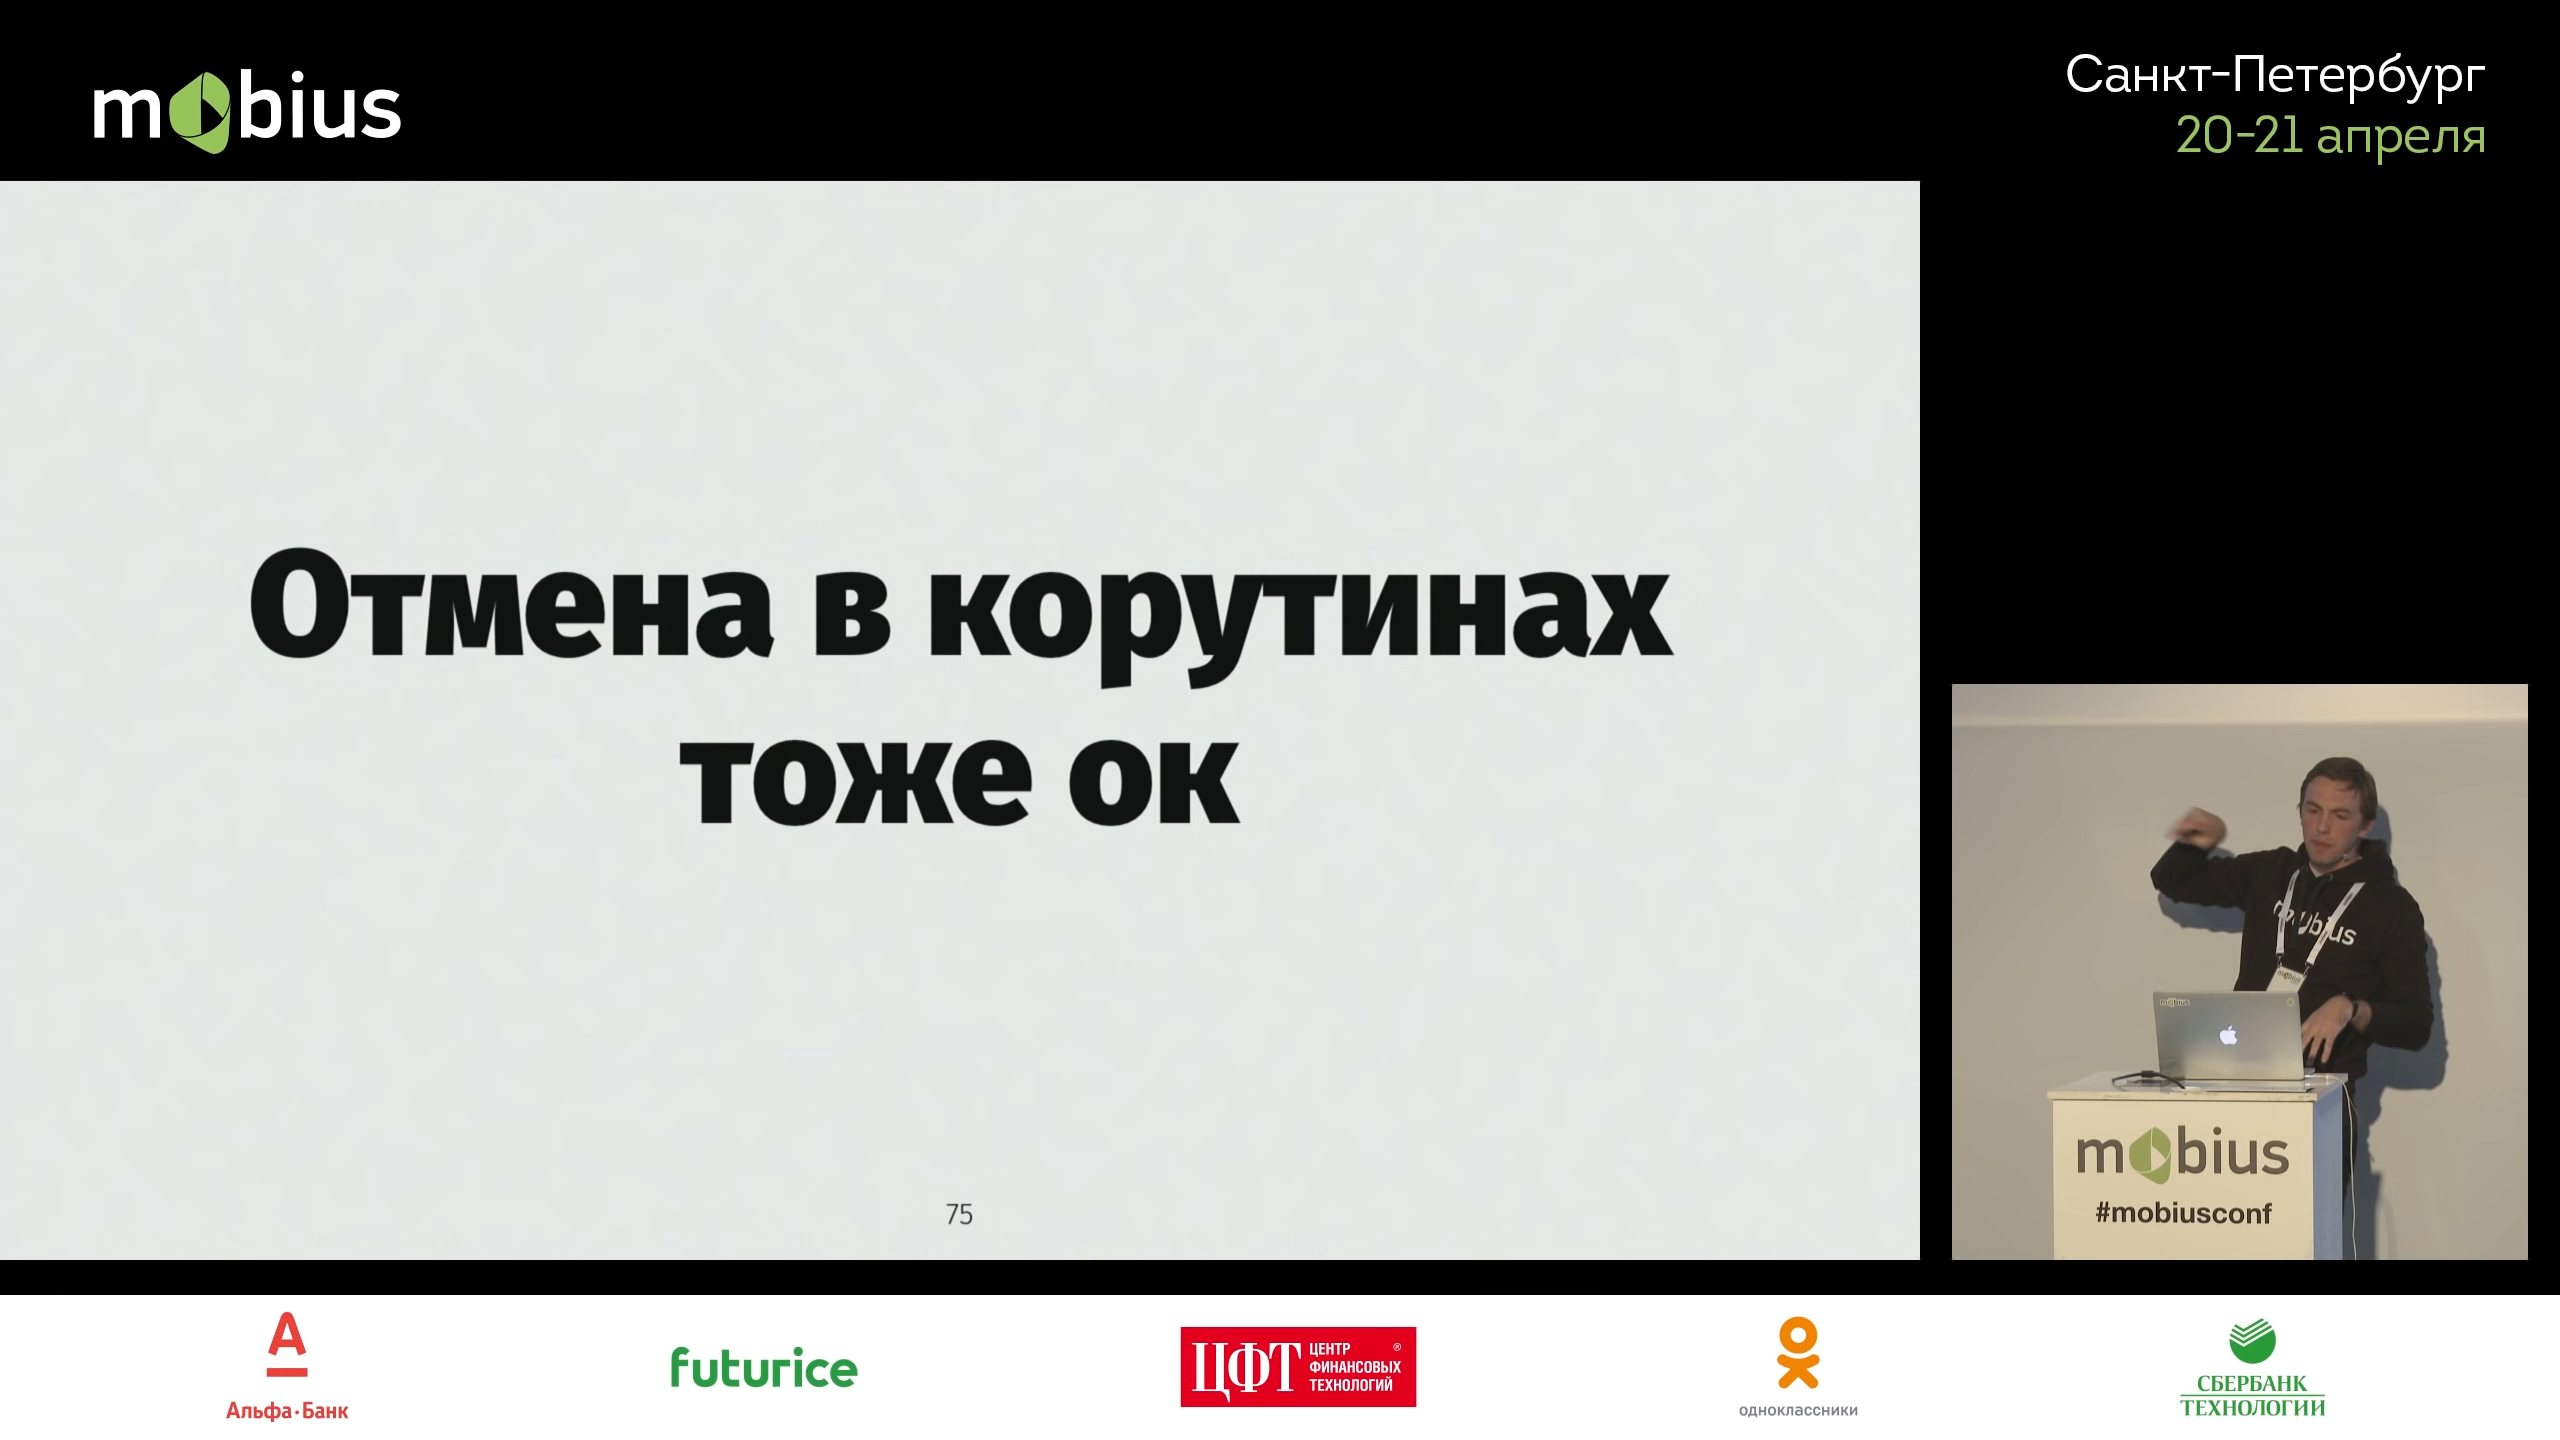 mobius
Санкт-Петербург
20-21 апреля
Отмена в корутинах
тоже ок
75
mobius
mobius
#mobiusconf
Альфа·Банк
futurice
ЦФТ
ЦЕНТР ®
ФИНАНСОВЫХ
ТЕХНОЛОГИЙ
одноклассники
СБЕРБАНК
ТЕХНОЛОГИИ